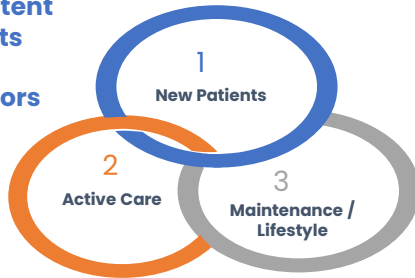 tent
ts
ors
1
New Patients
2
Active Care
3
Maintenance /
Lifestyle